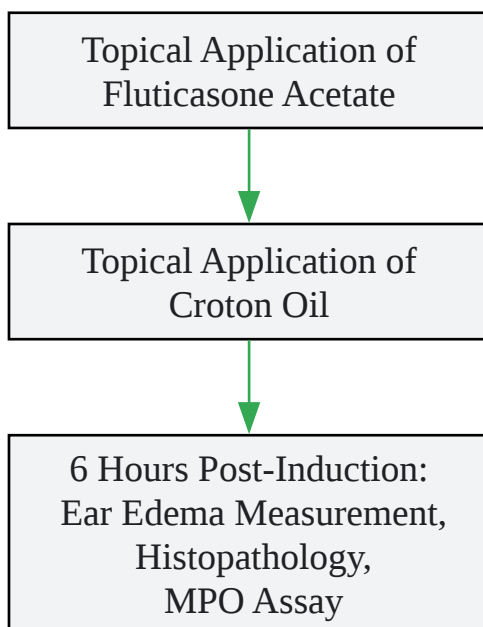 Topical Application of
Fluticasone Acetate
Topical Application of
Croton Oil
6 Hours Post-Induction:
Ear Edema Measurement,
Histopathology,
MPO Assay